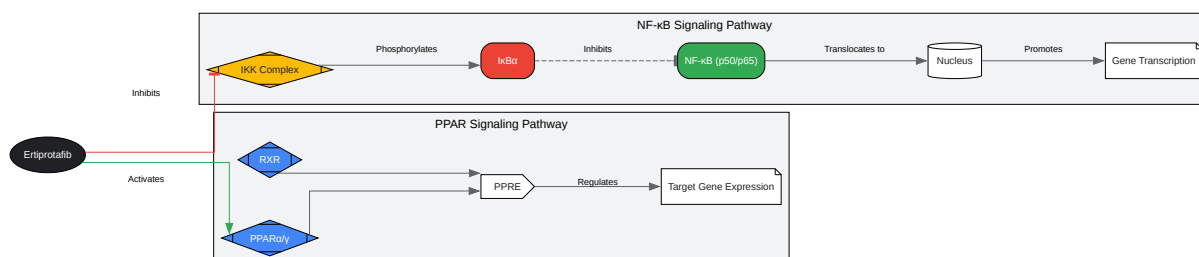 NF-κB Signaling Pathway
IKK Complex
Phosphorylates
IκBα
Inhibits
NF-κB (p50/p65)
Translocates to
Nucleus
Promotes
Gene Transcription
Inhibits
Ertiprotafib
Activates
PPAR Signaling Pathway
RXR
PPARα/γ
PPRE
Regulates
Target Gene Expression